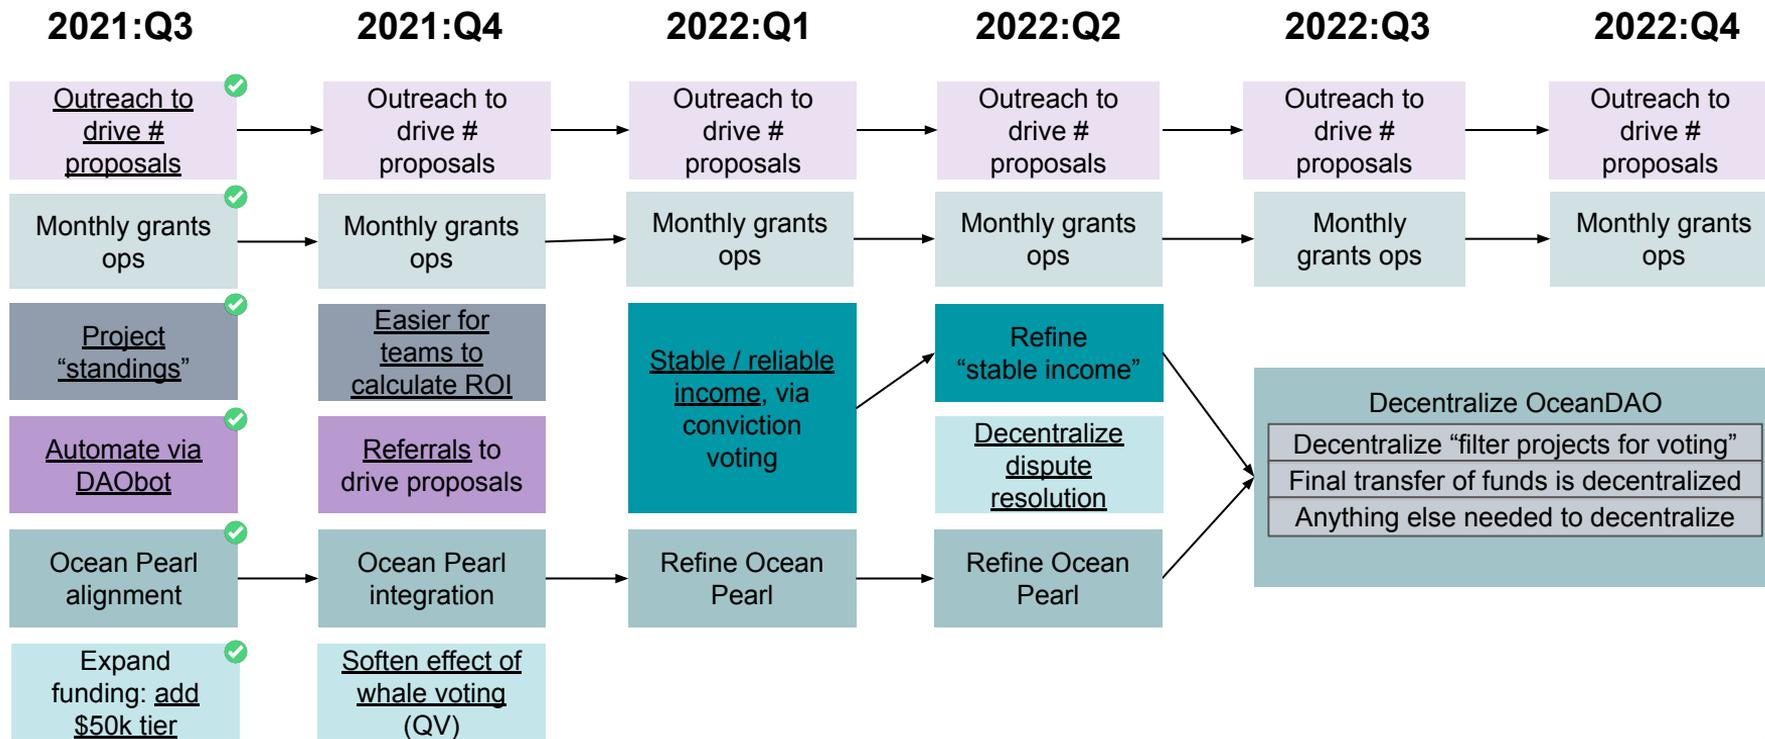 2021:Q3
2021:Q4
2022:Q1
2022:Q2
2022:Q3
2022:Q4
Outreach to
drive #
proposals
Outreach to
drive #
proposals
Outreach to
drive #
proposals
Outreach to
drive #
proposals
Outreach to
drive #
proposals
Outreach to
drive #
proposals
Monthly grants
ops
Monthly grants
ops
Monthly grants
ops
Monthly grants
ops
Monthly
grants ops
Monthly grants
ops
Project
“standings”
Easier for
teams to
calculate ROI
Stable / reliable
income, via
conviction
voting
Refine
“stable income”
Automate via
DAObot
Referrals to
drive proposals
Decentralize
dispute
resolution
Decentralize OceanDAO
Decentralize “filter projects for voting”
Final transfer of funds is decentralized
Anything else needed to decentralize
Ocean Pearl
alignment
Ocean Pearl
integration
Refine Ocean
Pearl
Refine Ocean
Pearl
Expand
funding: add
$50k tier
Soften effect of
whale voting
(QV)